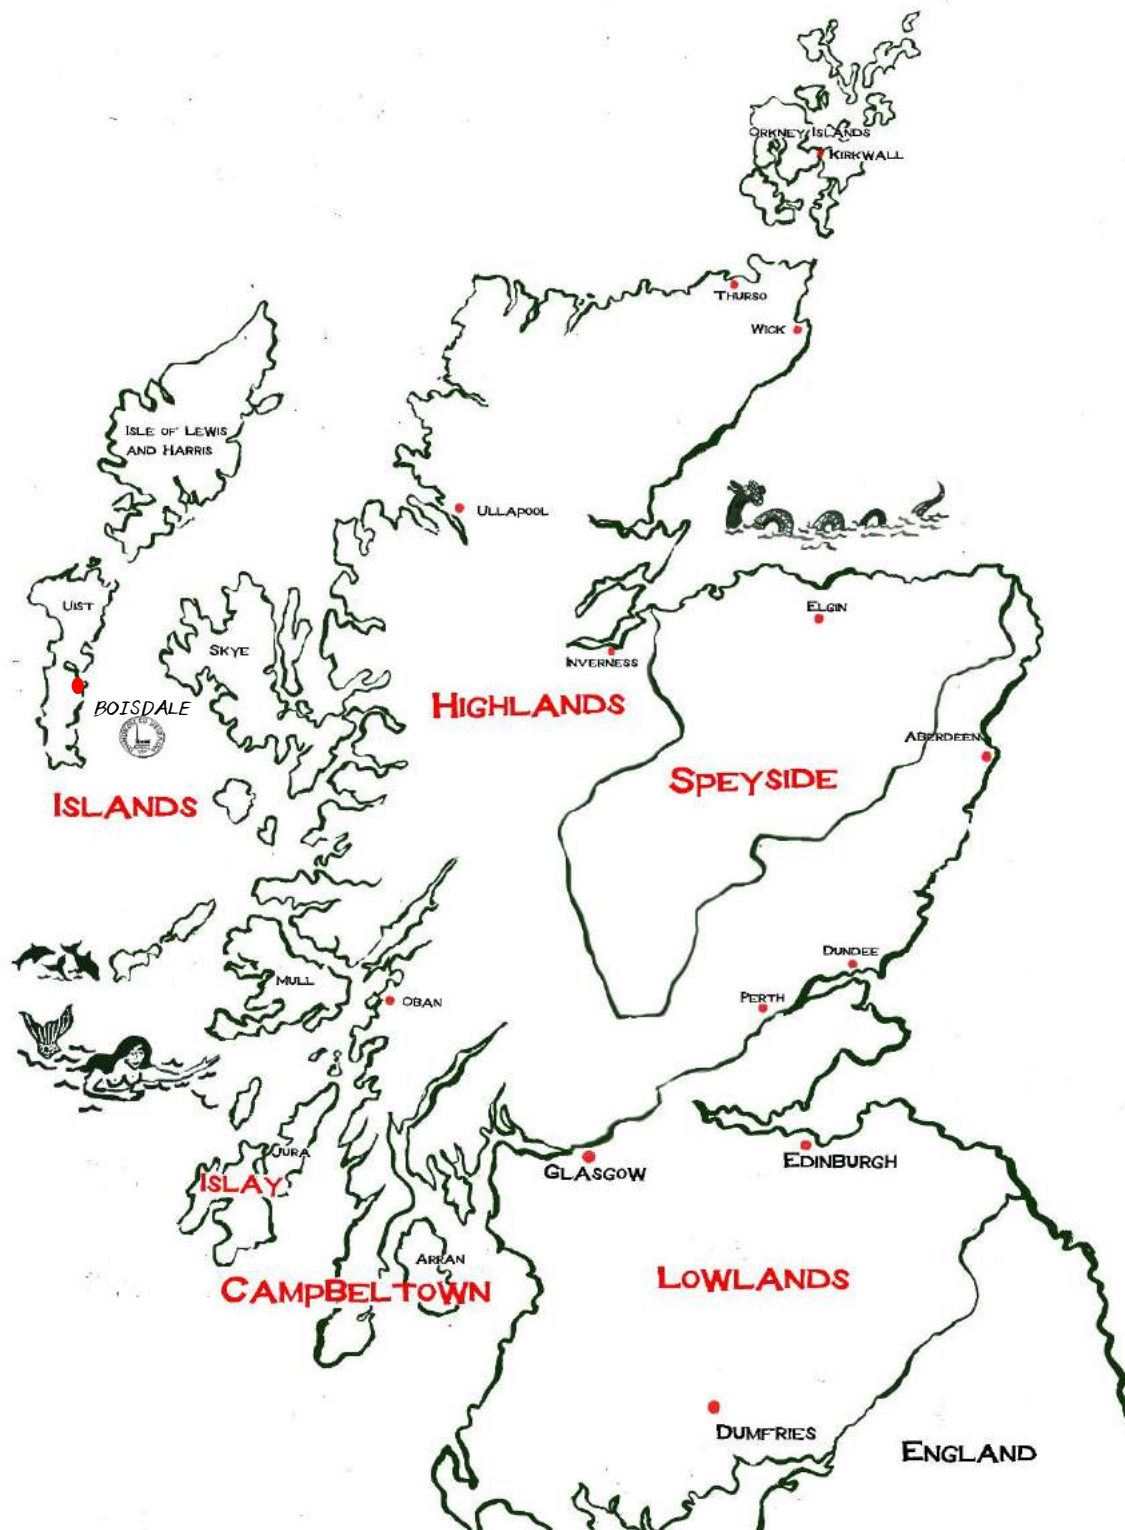 ORKNEY ISLANDS
KIRKWALL
THURSO
WICK
ISLE OF LEWIS
AND HARRIS
ULLAPOOL
UIST
ELGIN
SKYE
INVERNESS
HIGHLANDS
BOISDALE
ABERDEEN
SPEYSIDE
ISLANDS
DUNDEE
MULL
PERTH
OBAN
JURA
EDINBURGH
GLASGOW
ISLAY
ARRAN
LOWLANDS
CAMPBELTOWN
DUMFRIES
ENGLAND